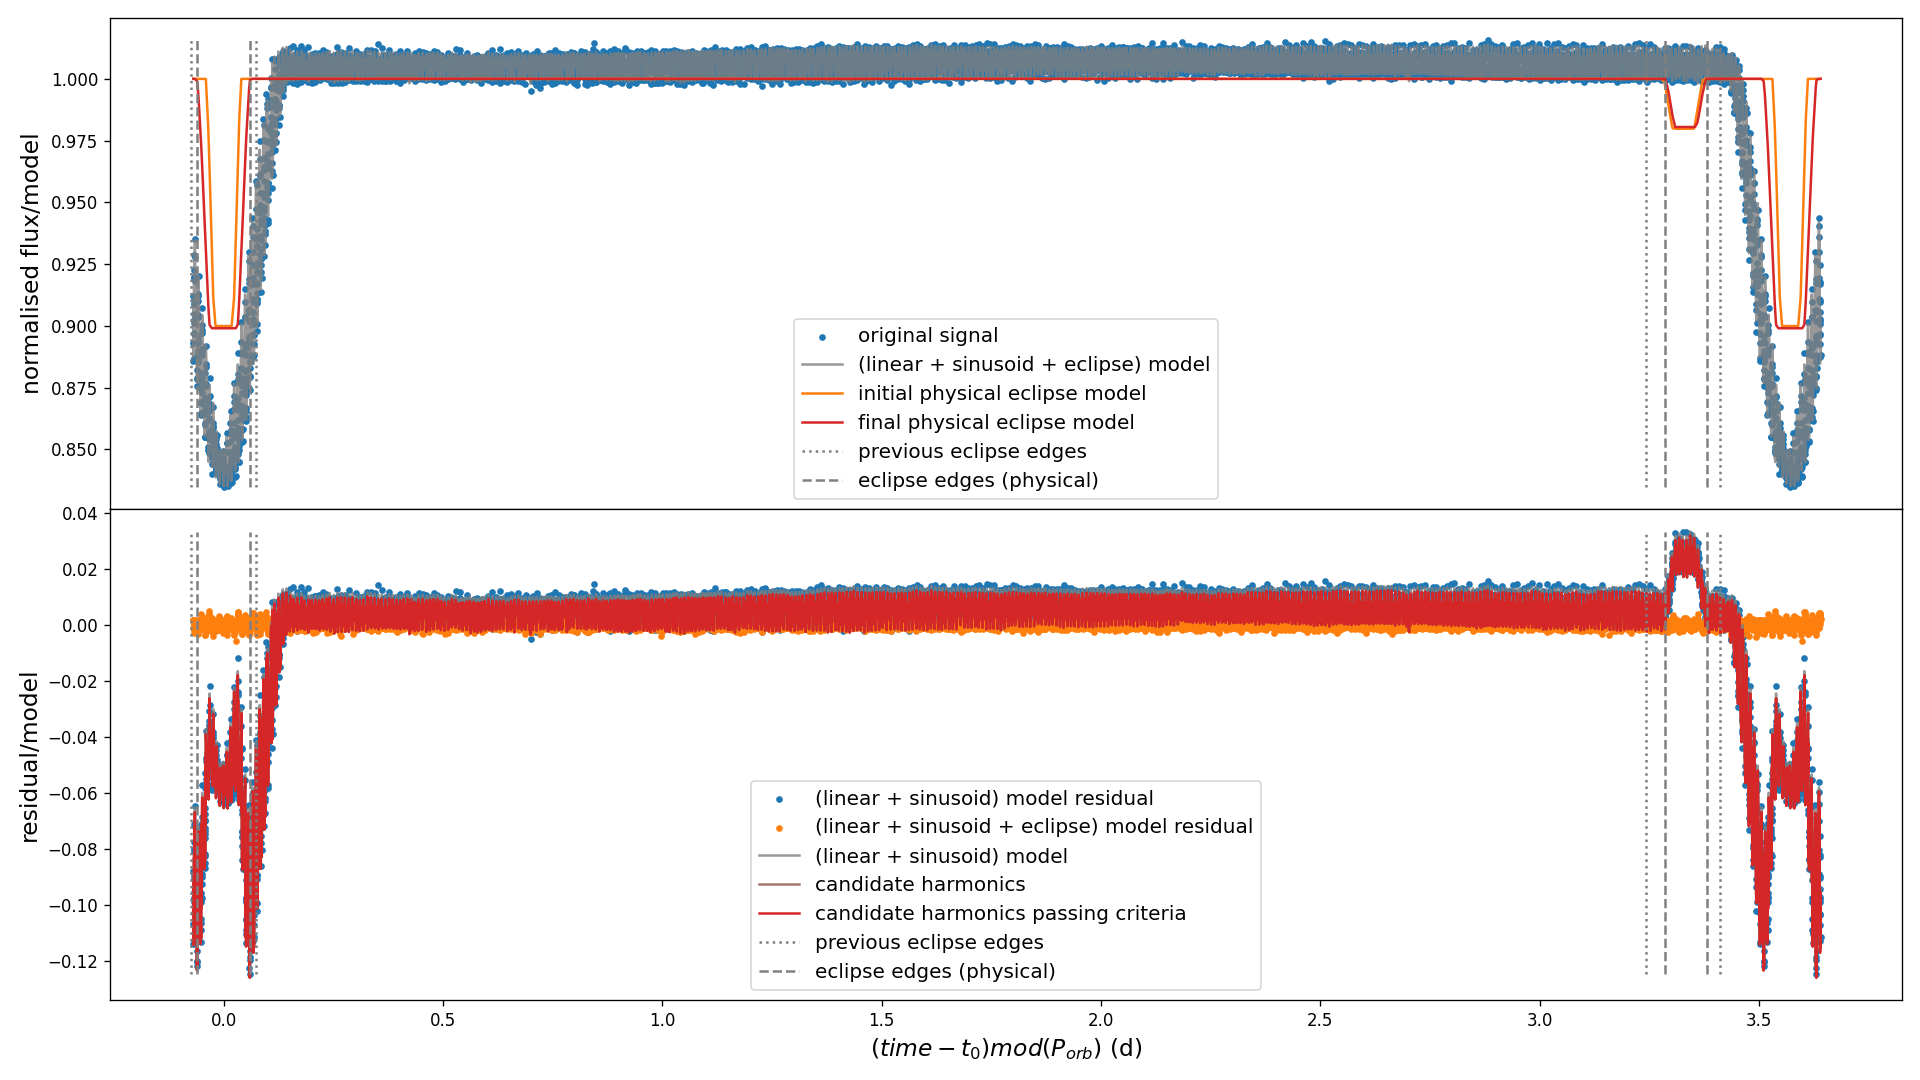 normalised flux/model
1.000
0.975
0.950
0.925
0.900
0.875
0.850
original signal
(linear + sinusoid + eclipse) model
initial physical eclipse model
final physical eclipse model
previous eclipse edges
eclipse edges (physical)
residual/model
0.04
0.02
0.00
−0.02
−0.04
−0.06
−0.08
−0.10
−0.12
(linear + sinusoid) model residual
(linear + sinusoid + eclipse) model residual
(linear + sinusoid) model
candidate harmonics
candidate harmonics passing criteria
previous eclipse edges
eclipse edges (physical)
0.0 0.5 1.0 1.5 2.0 2.5 3.0 3.5
(time − t₀)mod(P_orb) (d)